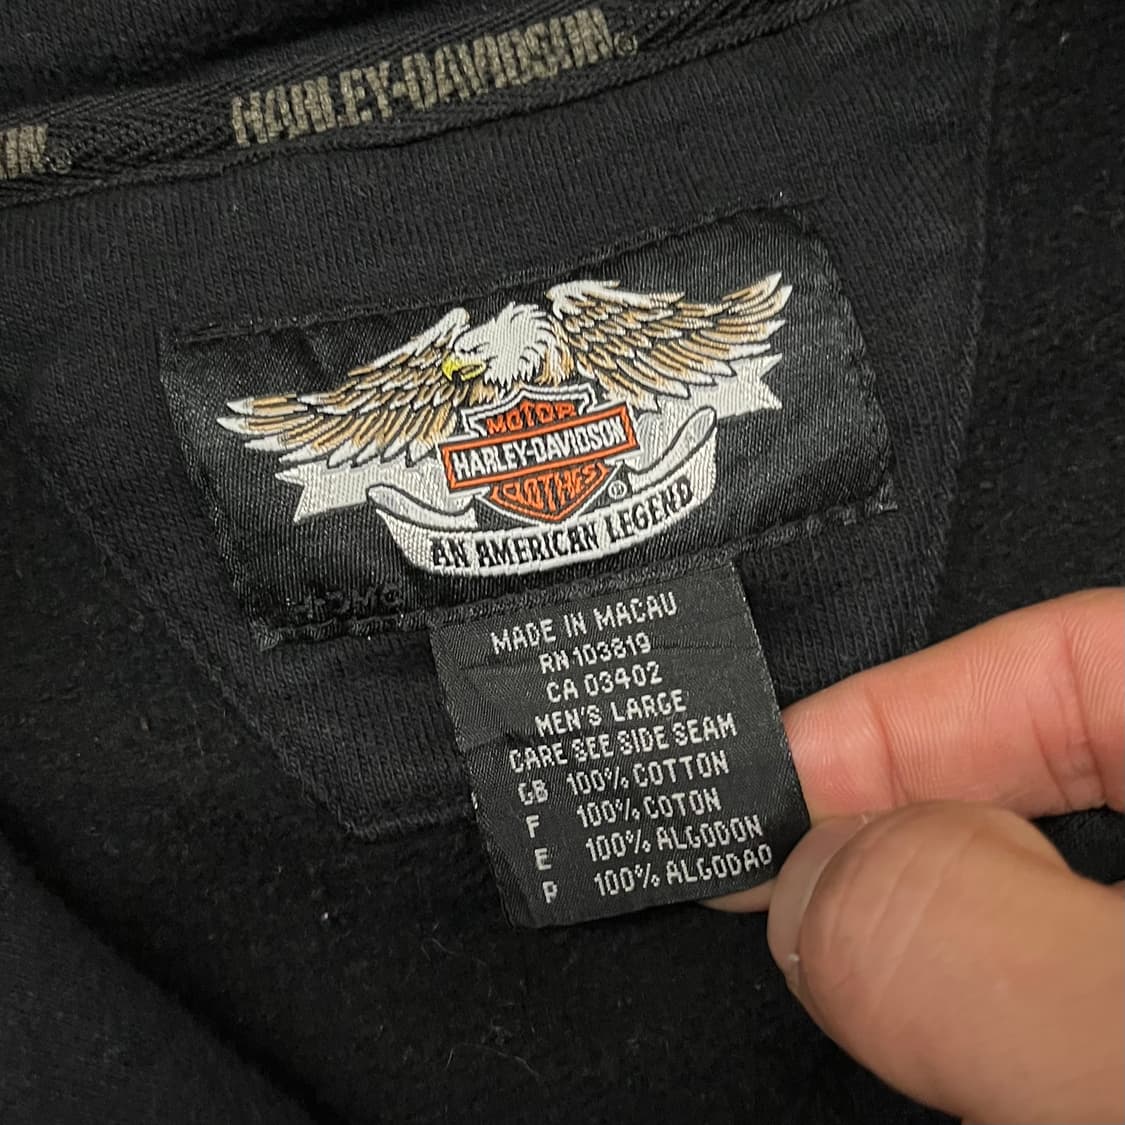 HARLEY-DAVIDSON®
MOTOR
HARLEY-DAVIDSON
CLOTHES
®
AN AMERICAN LEGEND
MADE IN MACAU
RN 103819
CA 03402
MEN'S LARGE
CARE SEE SIDE SEAM
GB 100% COTTON
F 100% COTON
E 100% ALGODON
P 100% ALGODAO